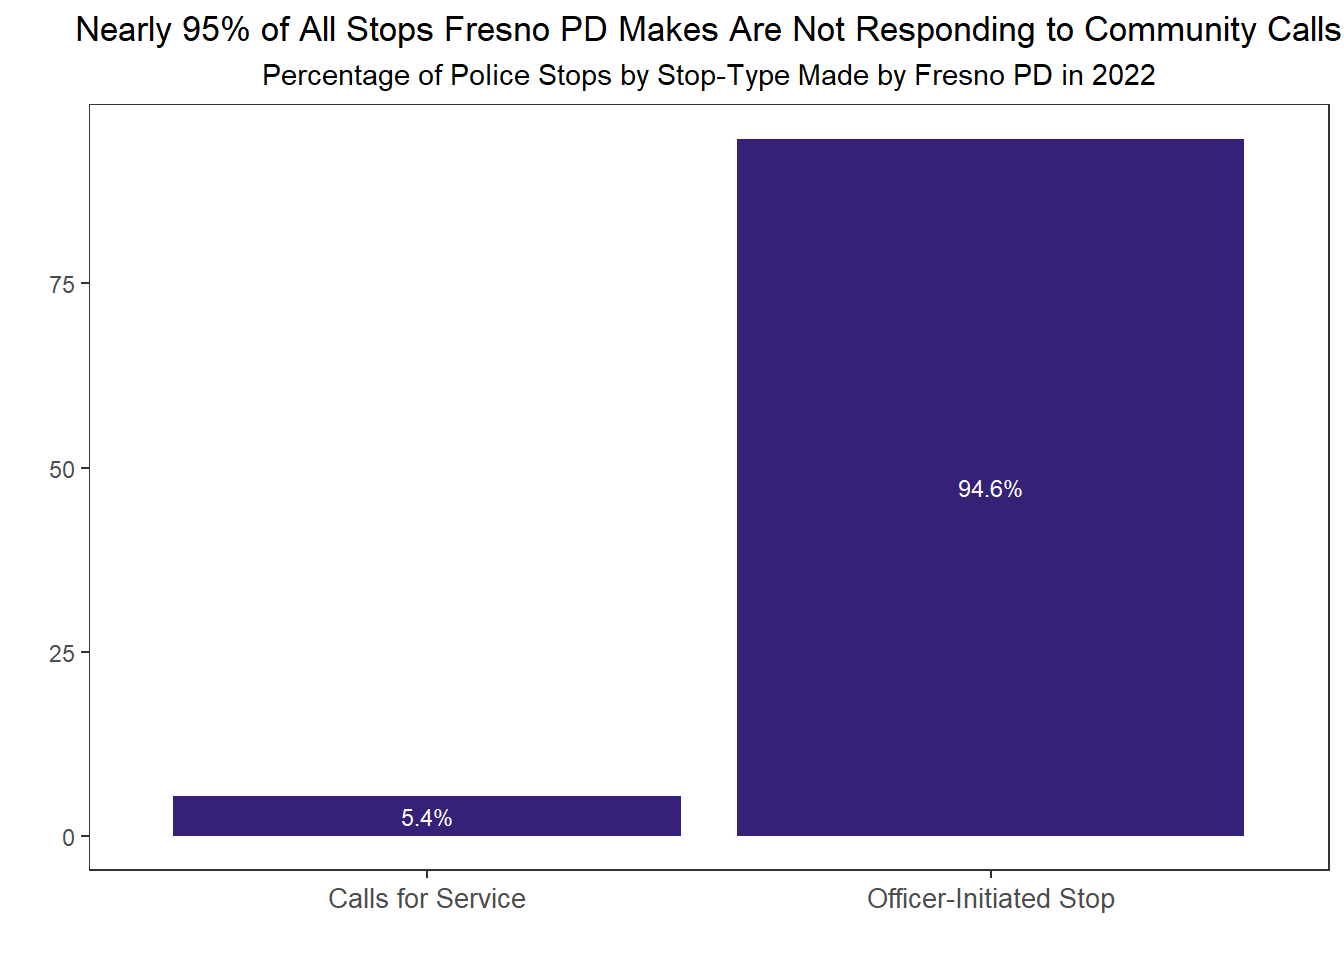 Nearly 95% of All Stops Fresno PD Makes Are Not Responding to Community Calls
Percentage of Police Stops by Stop-Type Made by Fresno PD in 2022
75
50
25
0
94.6%
5.4%
Calls for Service
Officer-Initiated Stop